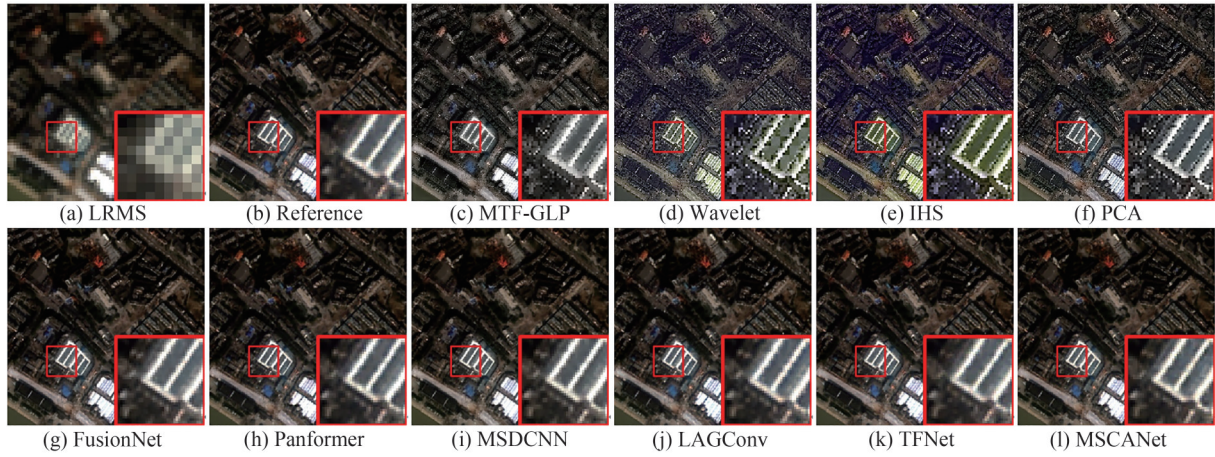 (a) LRMS (b) Reference (c) MTF-GLP (d) Wavelet (e) IHS (f) PCA
(g) FusionNet (h) Panformer (i) MSDCNN (j) LAGConv (k) TFNet (l) MSCANet